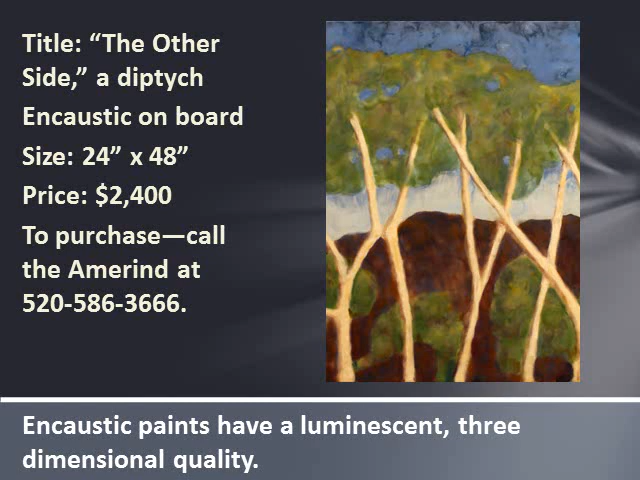 Title: “The Other
Side,” a diptych
Encaustic on board
Size: 24” x 48”
Price: $2,400
To purchase—call
the Amerind at
520-586-3666.
Encaustic paints have a luminescent, three
dimensional quality.